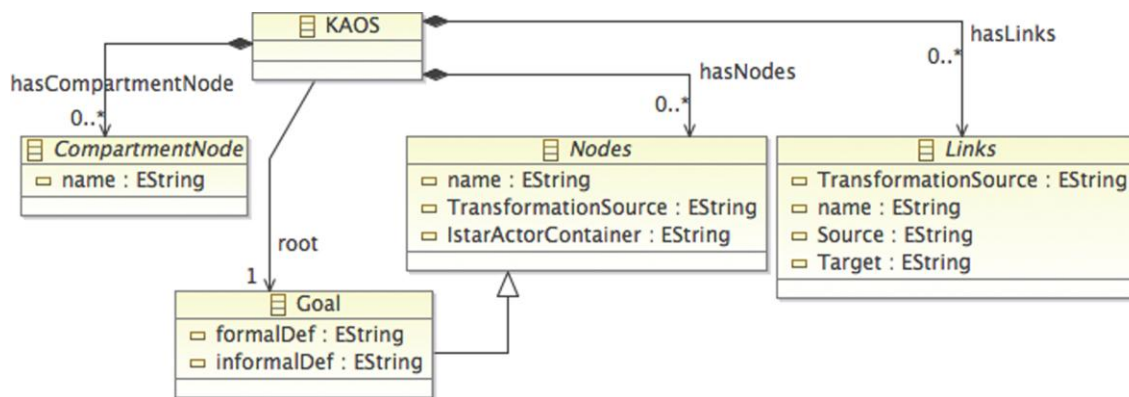 KAOS
hasLinks
0..*
hasCompartmentNode
0..*
hasNodes
0..*
CompartmentNode
name : EString
Nodes
name : EString
TransformationSource : EString
IstarActorContainer : EString
Links
TransformationSource : EString
name : EString
Source : EString
Target : EString
root
1
Goal
formalDef : EString
informalDef : EString